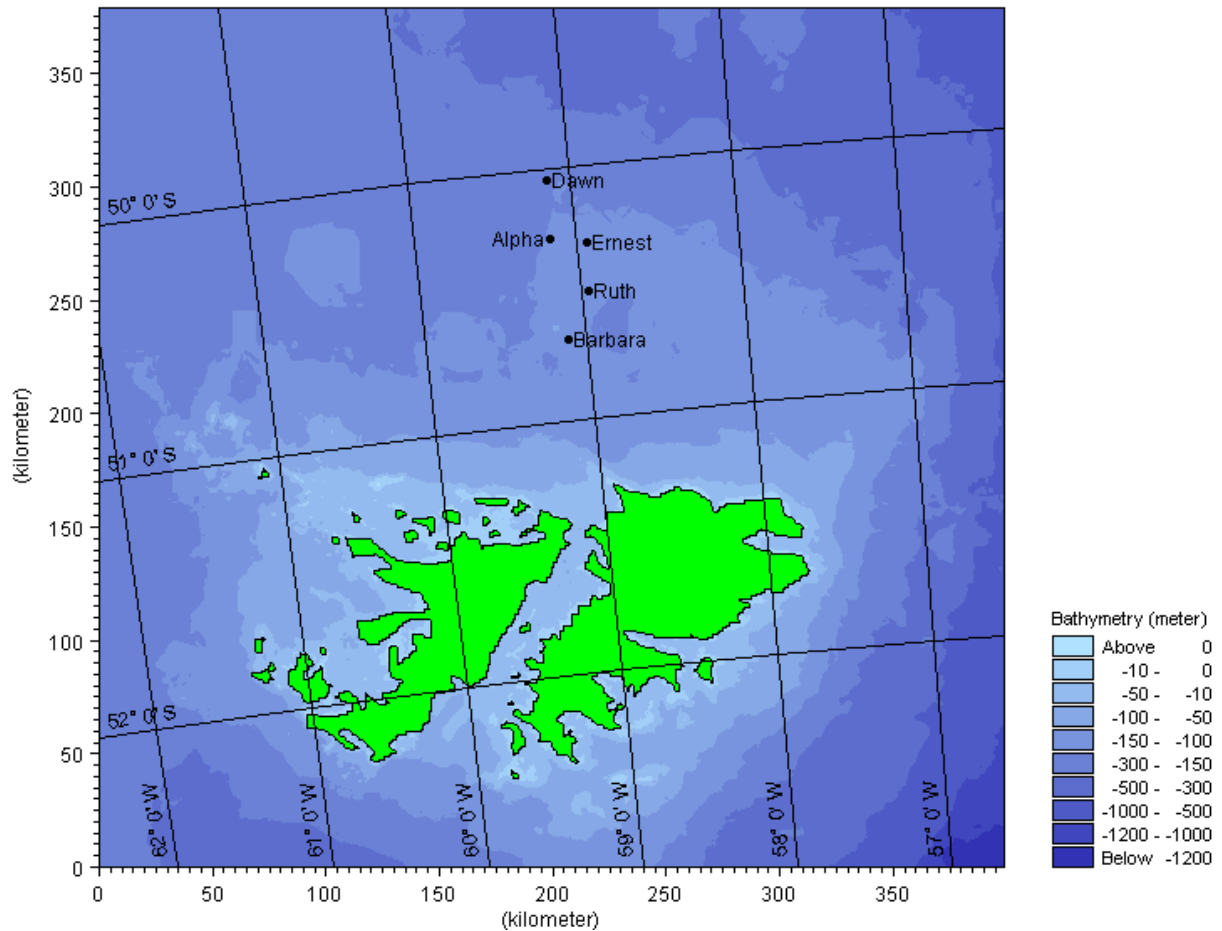 350
300
250
200
150
100
50
0
(kilometer)
50° 0' S
51° 0' S
52° 0' S
Dawn
Alpha
Ernest
Ruth
Barbara
62° 0' W
61° 0' W
60° 0' W
59° 0' W
58° 0' W
57° 0' W
0 50 100 150 200 250 300 350
(kilometer)
Bathymetry (meter)
Above 0
-10 - 0
-50 - -10
-100 - -50
-150 - -100
-300 - -150
-500 - -300
-1000 - -500
-1200 - -1000
Below -1200